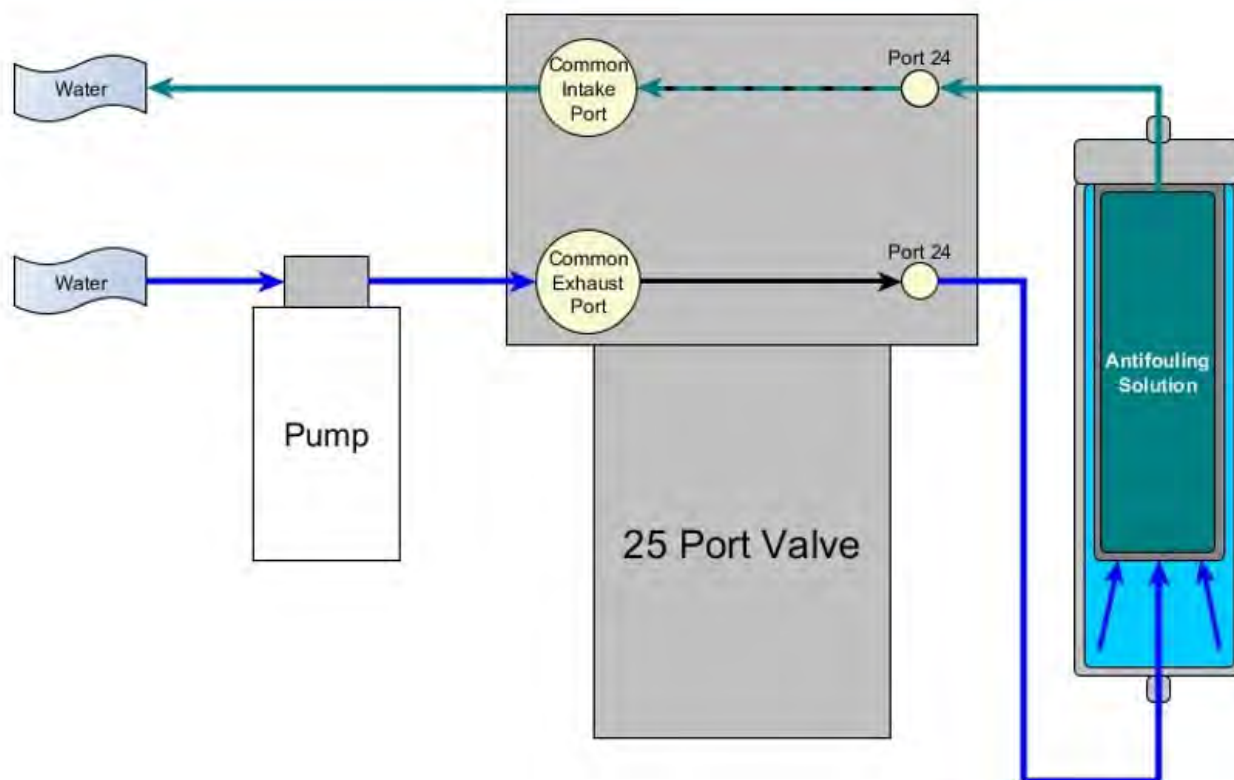 Water
Common
Intake
Port
Port 24
Water
Common
Exhaust
Port
Port 24
Antifouling
Solution
Pump
25 Port Valve